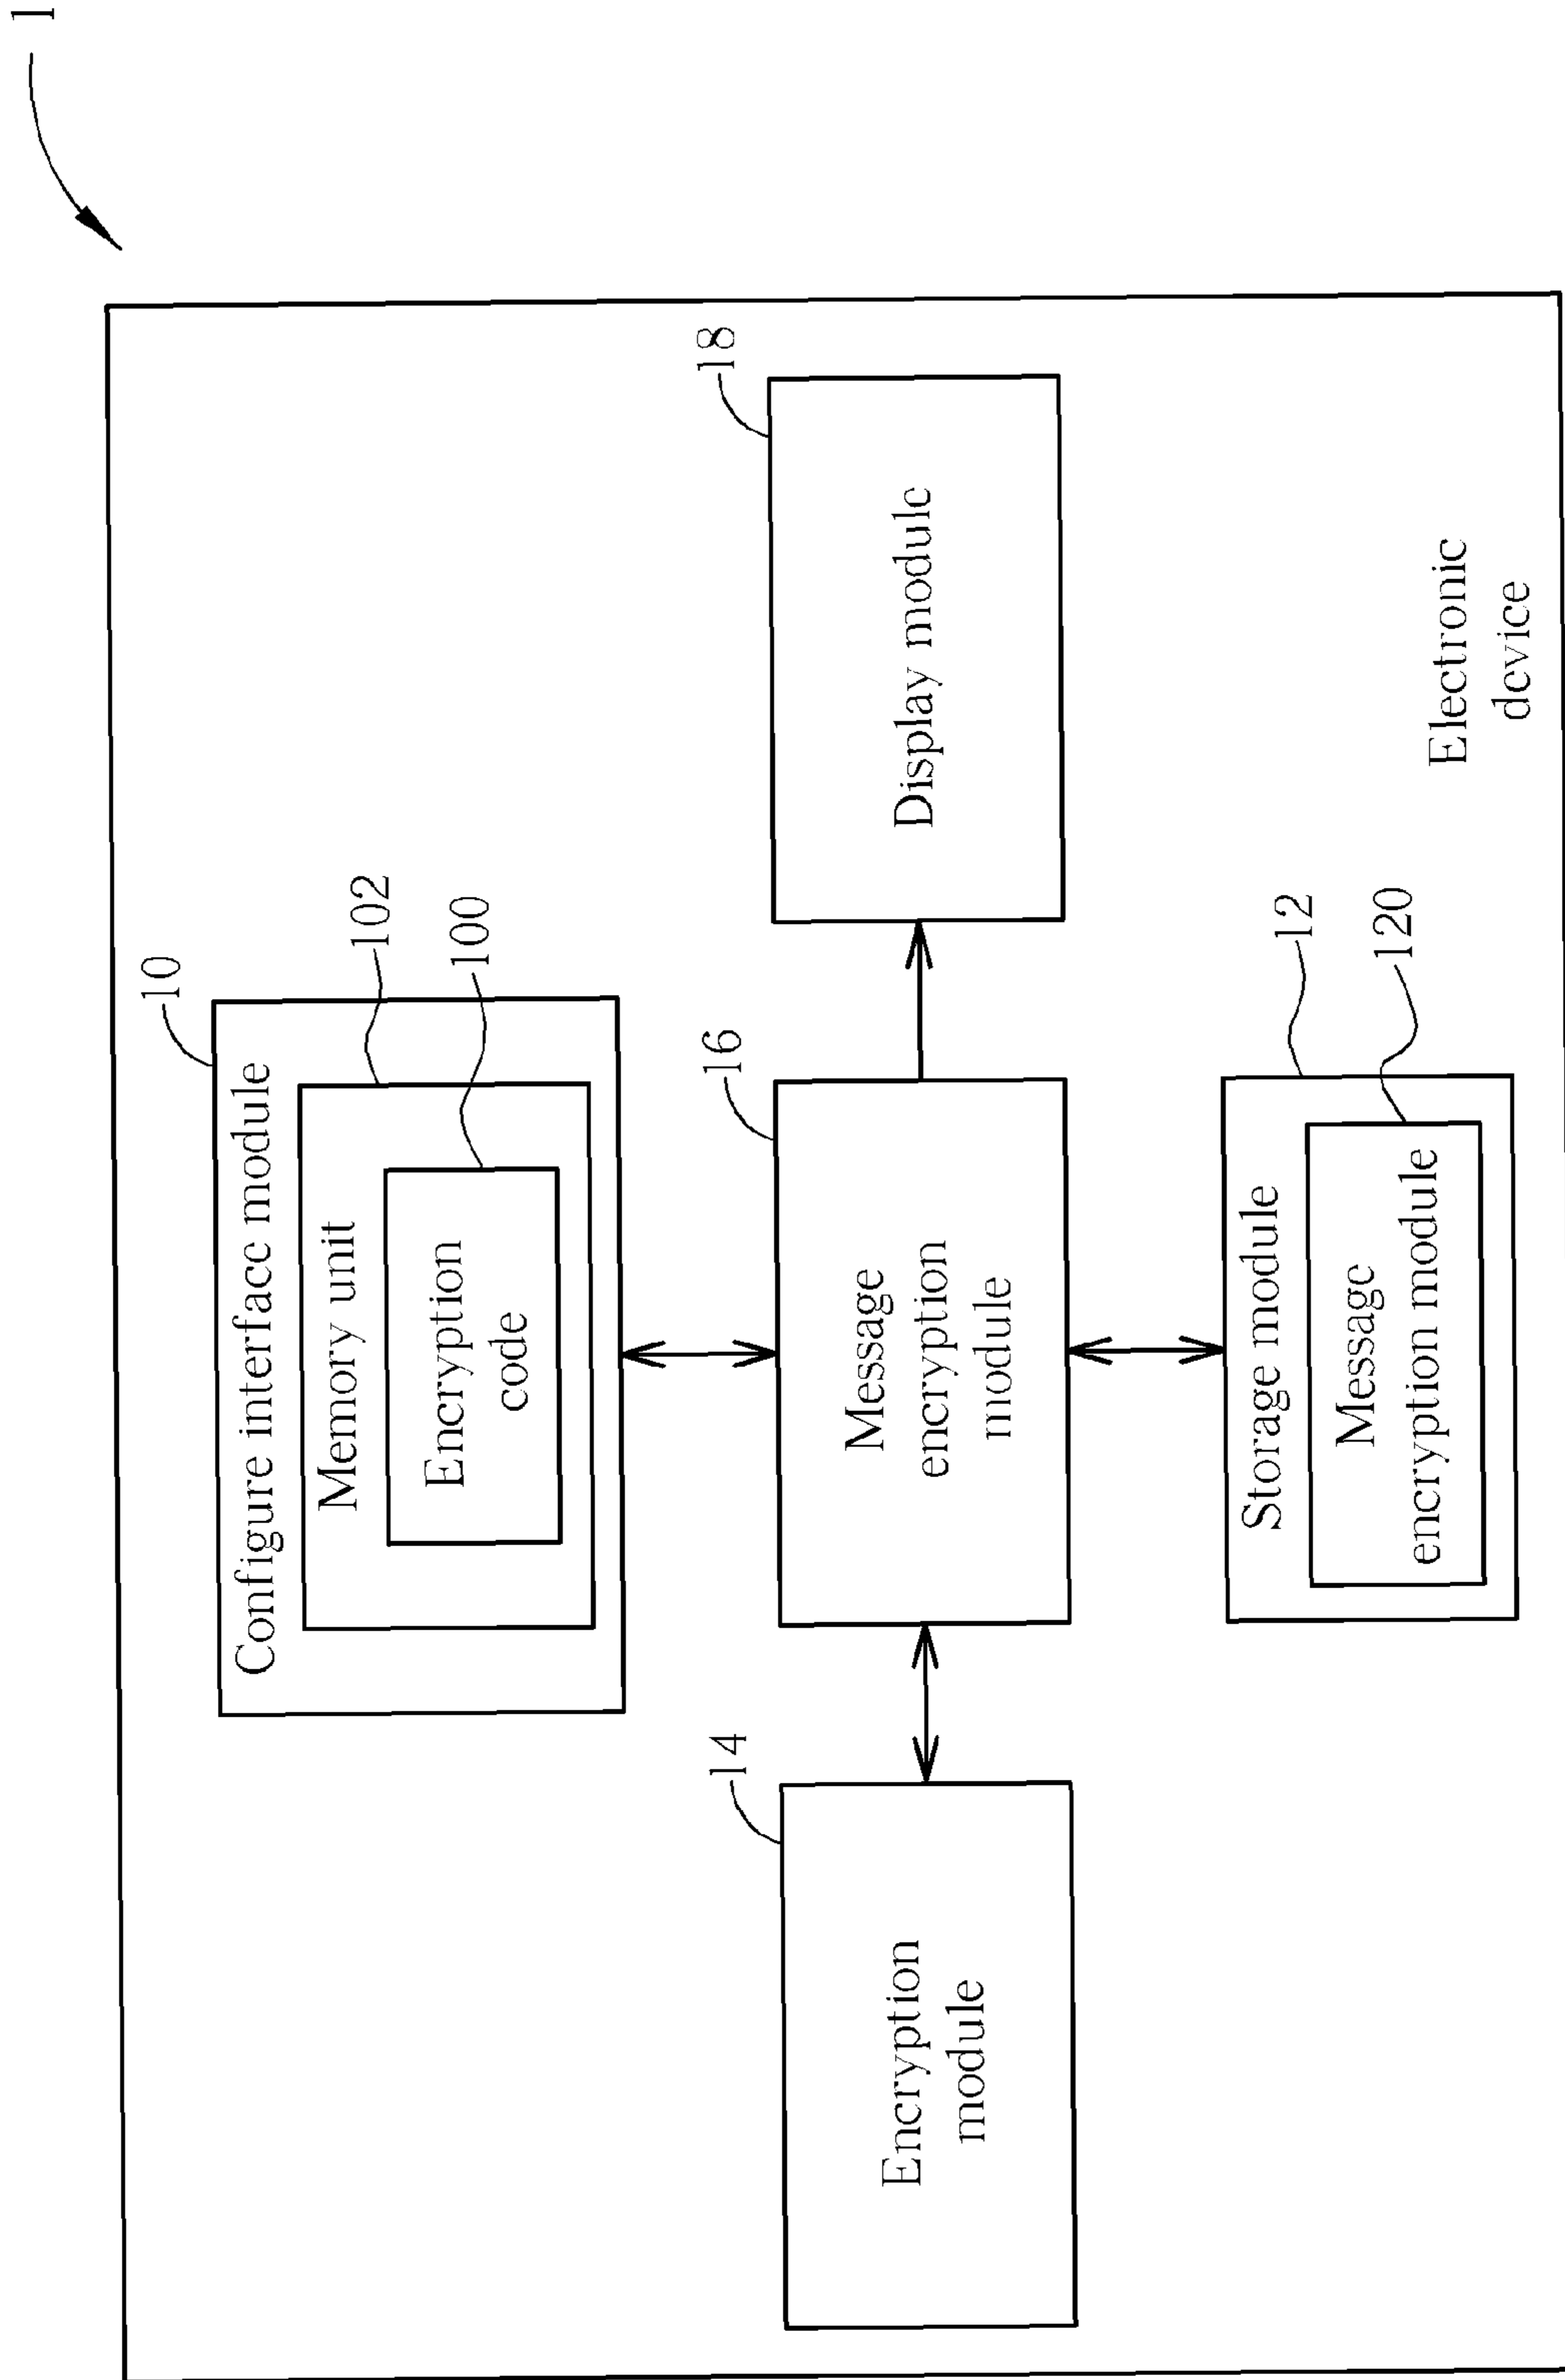 1
10
Configure interface module
102
Memory unit
100
Encryption
code
14
Encryption
module
16
Message
encryption
module
18
Display module
12
Storage module
120
Message
encryption module
Electronic
device